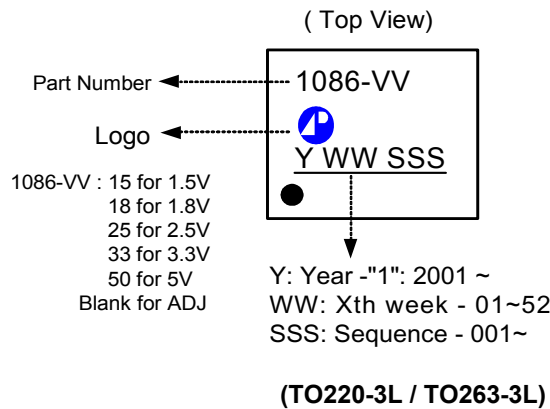 ( Top View)
Part Number
1086-VV
Logo
Y WW SSS
1086-VV : 15 for 1.5V
18 for 1.8V
25 for 2.5V
33 for 3.3V
50 for 5V
Blank for ADJ
Y: Year -"1": 2001 ~
WW: Xth week - 01~52
SSS: Sequence - 001~
(TO220-3L / TO263-3L)